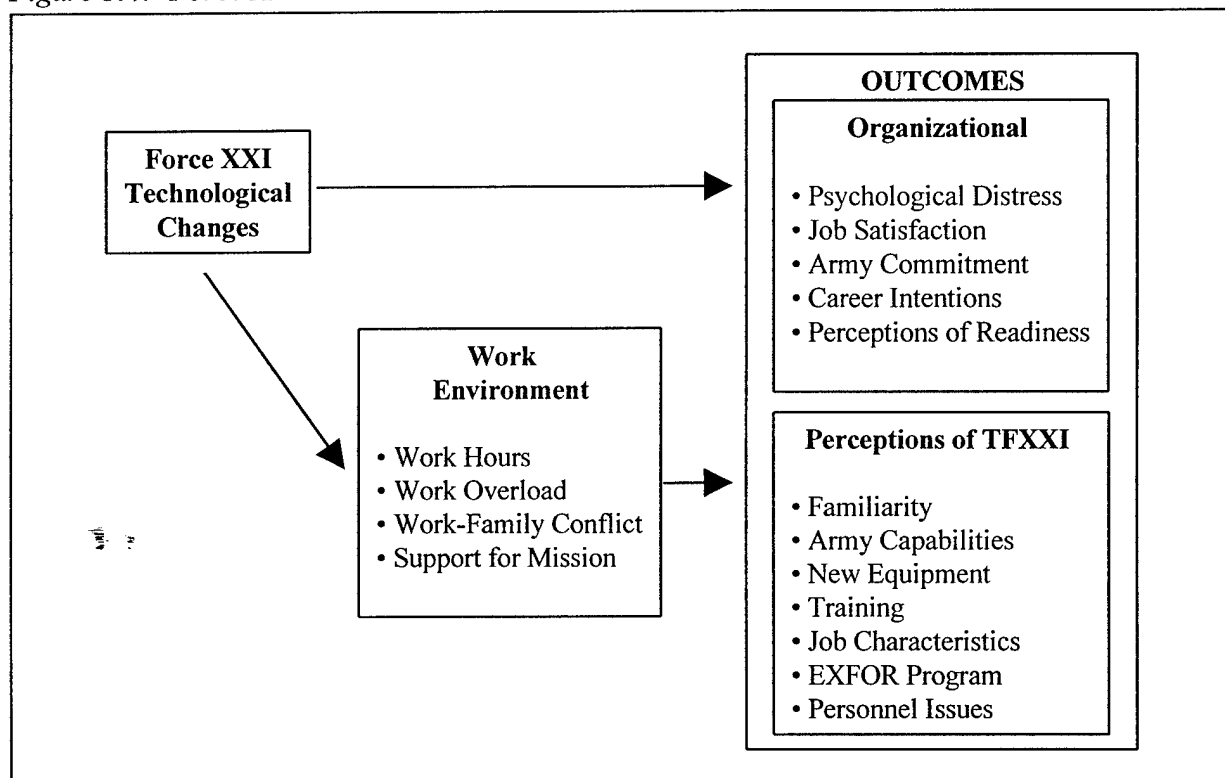 Force XXI
Technological
Changes
Work
Environment
• Work Hours
• Work Overload
• Work-Family Conflict
• Support for Mission
OUTCOMES
Organizational
• Psychological Distress
• Job Satisfaction
• Army Commitment
• Career Intentions
• Perceptions of Readiness
Perceptions of TFXXI
• Familiarity
• Army Capabilities
• New Equipment
• Training
• Job Characteristics
• EXFOR Program
• Personnel Issues